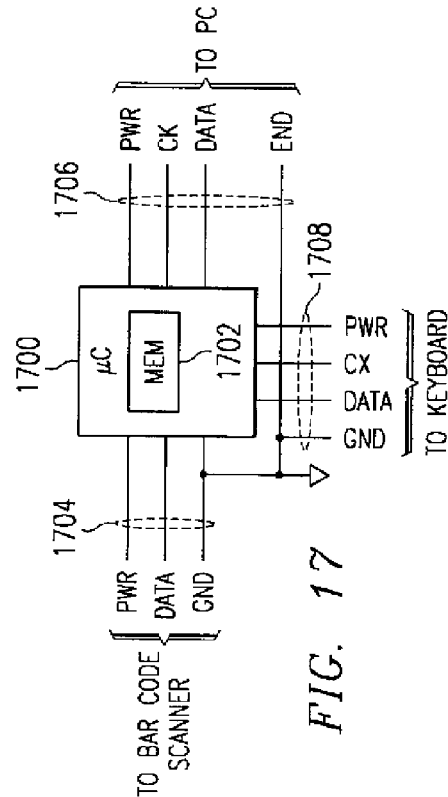 1700
μC
MEM
1702
1704
PWR
DATA
GND
TO BAR CODE
SCANNER
1706
PWR
CK
DATA
END
TO PC
1708
PWR
CX
DATA
GND
TO KEYBOARD
FIG. 17